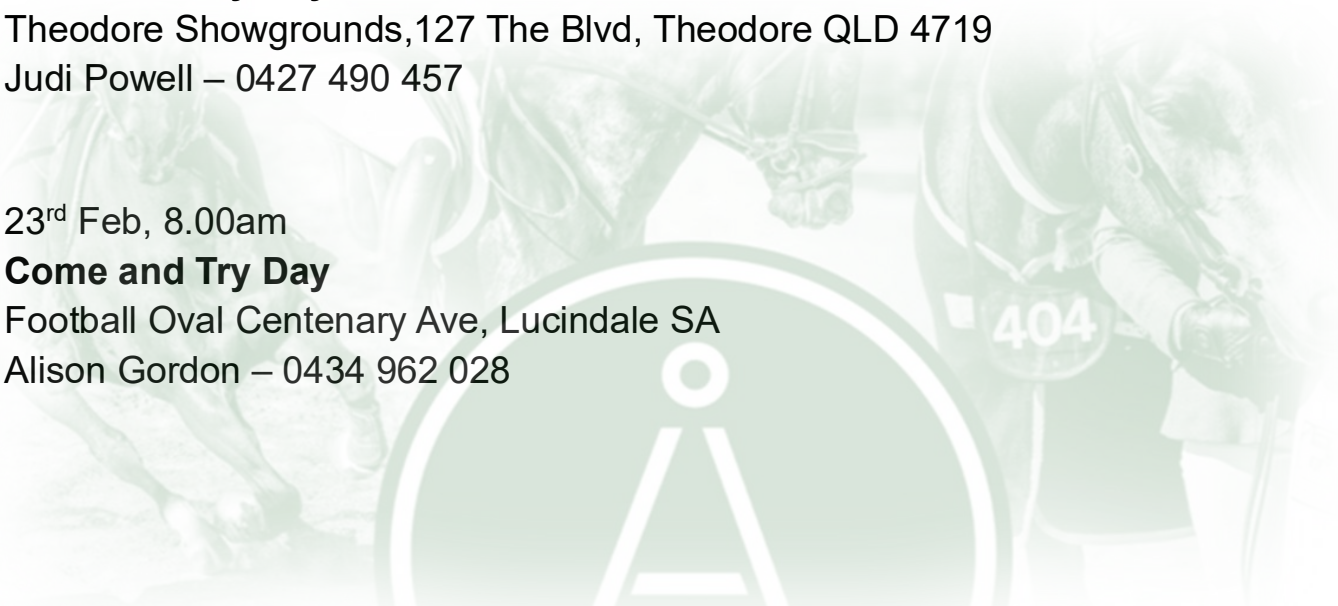 Theodore Showgrounds,127 The Blvd, Theodore QLD 4719
Judi Powell – 0427 490 457
23rd Feb, 8.00am
Come and Try Day
Football Oval Centenary Ave, Lucindale SA
Alison Gordon – 0434 962 028
404